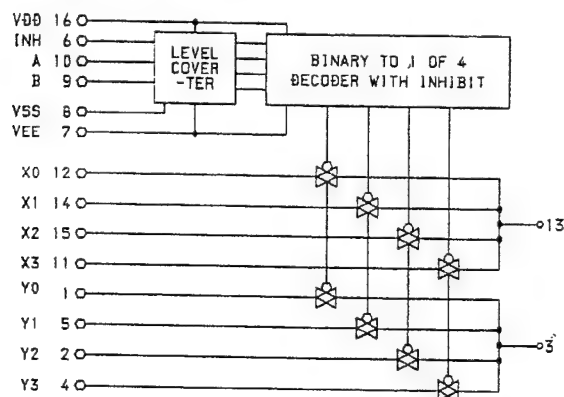 VDD 16
INH 6
A 10
B 9
VSS 8
VEE 7
LEVEL
COVER
-TER
BINARY TO 1 OF 4
DECODER WITH INHIBIT
X0 12
X1 14
X2 15
X3 11
Y0 1
Y1 5
Y2 2
Y3 4
13
3